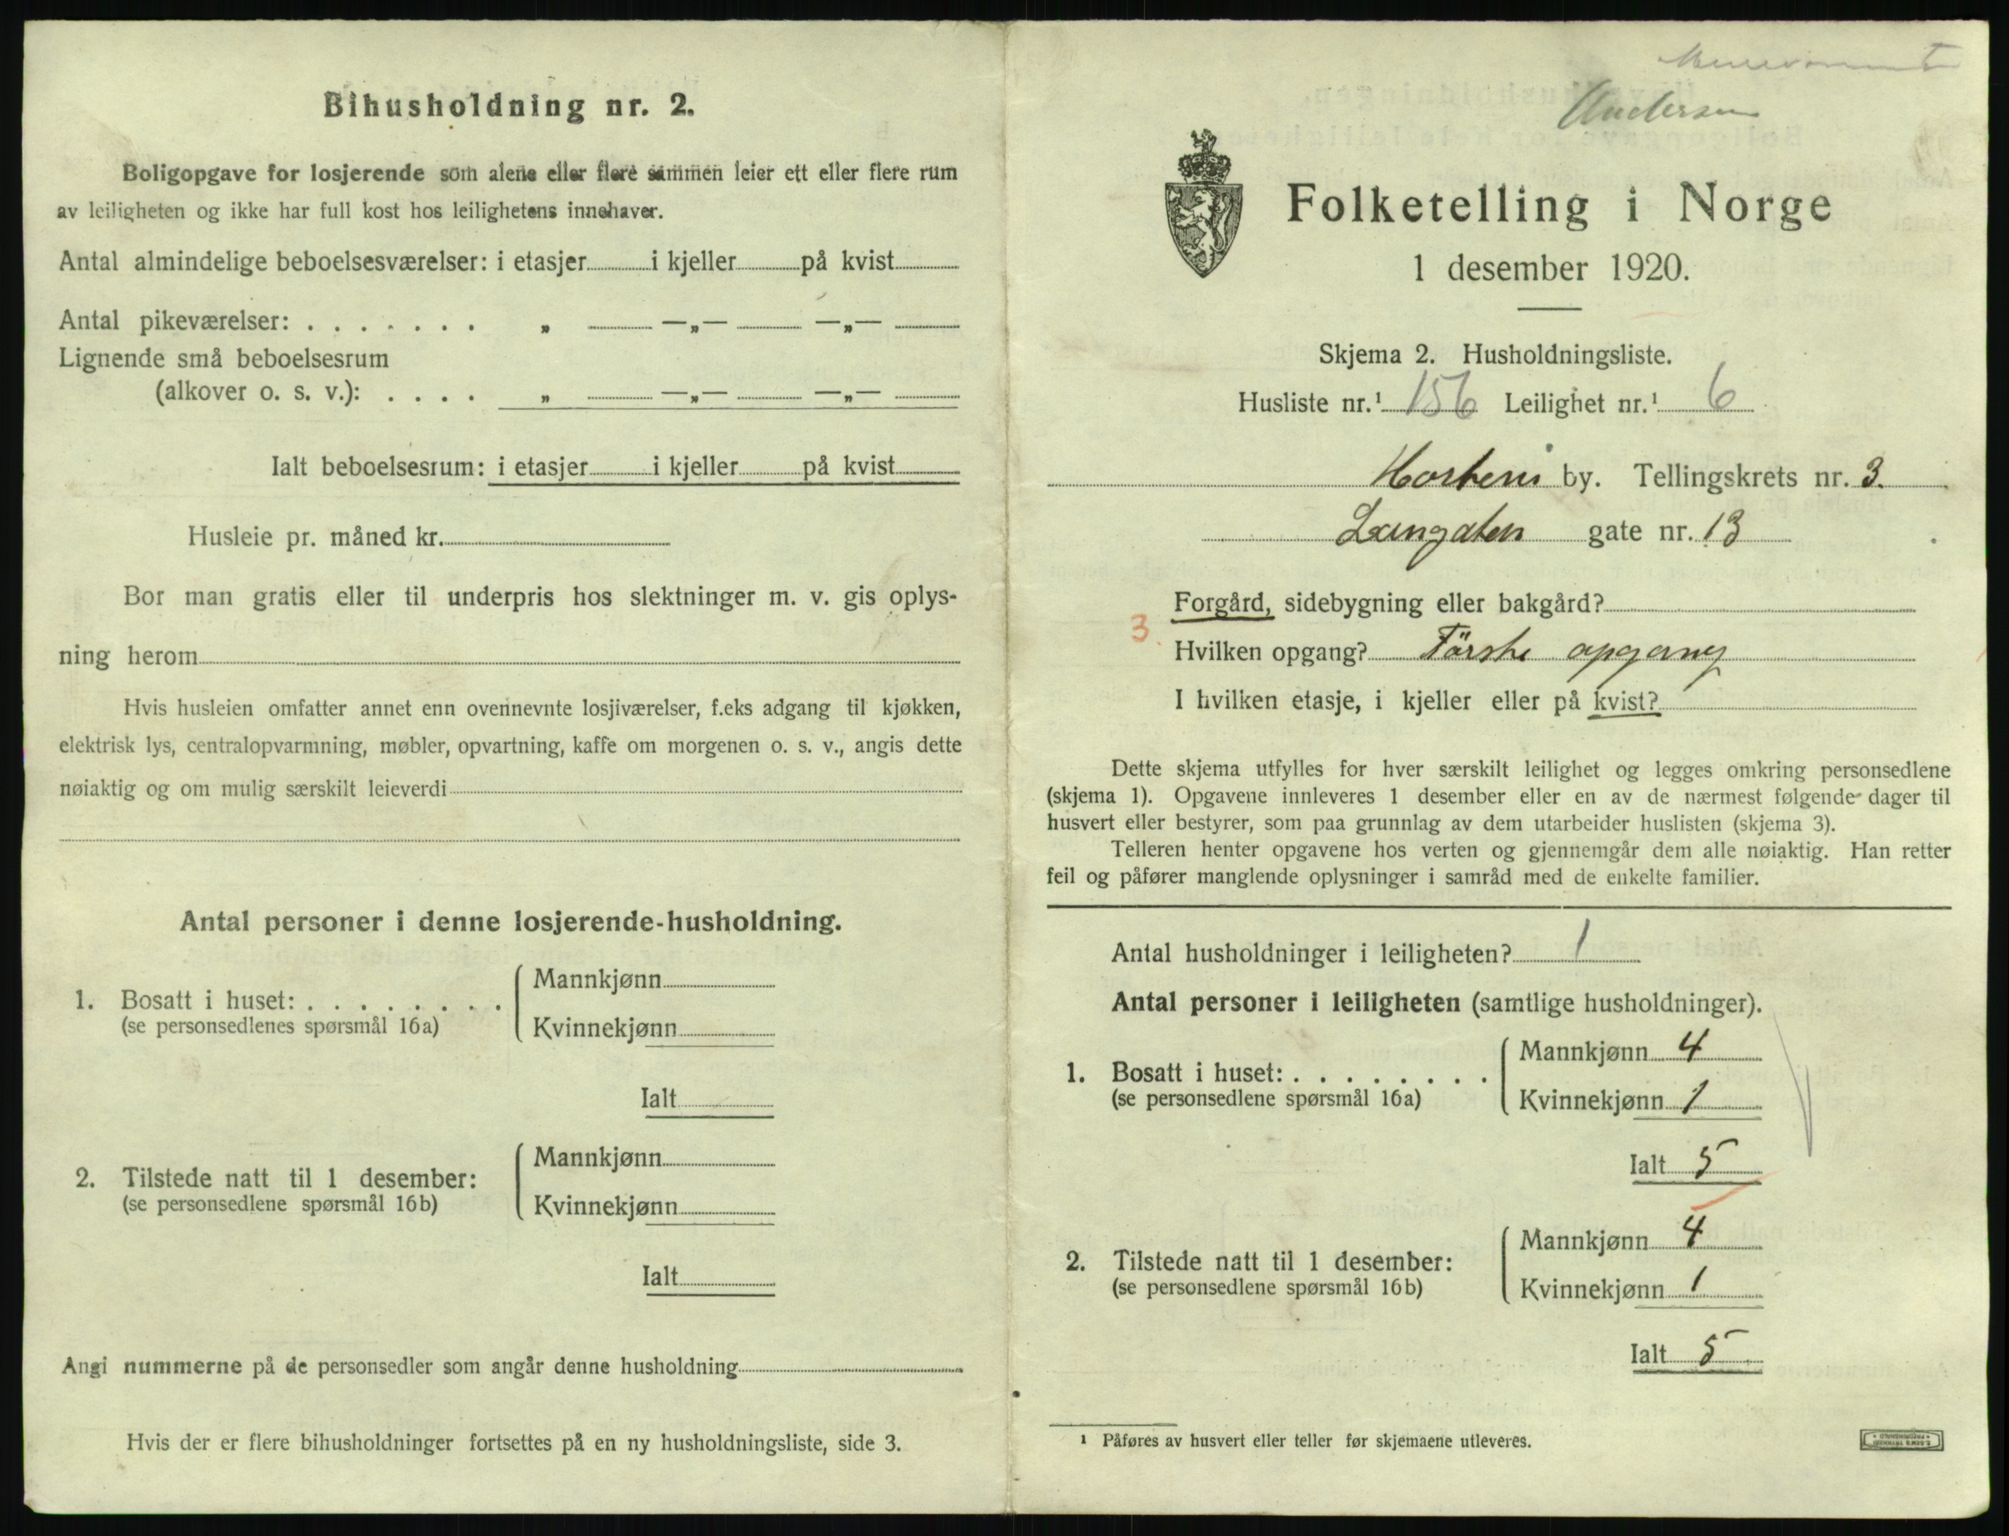 Bihusholdning nr. 2.
Boligopgave for losjerende som alene eller flere sammen leier ett eller flere rum
av leiligheten og ikke har full kost hos leilighetens innehaver.
Antal almindelige beboelsesværelser: i etasjer i kjeller på kvist
Antal pikeværelser: . . . . . . . „ —„— —„—
Lignende små beboelsesrum
(alkover o. s. v.): . . . . „ —„— —„—
Ialt beboelsesrum: i etasjer i kjeller på kvist
Husleie pr. måned kr.
Bor man gratis eller til underpris hos slektninger m. v. gis oplys-
ning herom
Hvis husleien omfatter annet enn ovennevnte losjiværelser, f.eks adgang til kjøkken,
elektrisk lys, centralopvarmning, møbler, opvartning, kaffe om morgenen o. s. v., angis dette
nøiaktig og om mulig særskilt leieverdi
Antal personer i denne losjerende-husholdning.
1. Bosatt i huset: . . . . . . . .
(se personsedlenes spørsmål 16a)
Mannkjønn
Kvinnekjønn
Ialt
2. Tilstede natt til 1 desember:
(se personsedlene spørsmål 16b)
Mannkjønn
Kvinnekjønn
Ialt
Angi nummerne på de personsedler som angår denne husholdning
Hvis der er flere bihusholdninger fortsettes på en ny husholdningsliste, side 3.
Andersen
Folketelling i Norge
1 desember 1920.
Skjema 2. Husholdningsliste.
Husliste nr.¹ 156 Leilighet nr.¹ 6
Hortens by. Tellingskrets nr. 3.
Langgaten gate nr. 13
Forgård, sidebygning eller bakgård?
3.
Hvilken opgang? Förste opgang
I hvilken etasje, i kjeller eller på kvist?
Dette skjema utfylles for hver særskilt leilighet og legges omkring personsedlene
(skjema 1). Opgavene innleveres 1 desember eller en av de nærmest følgende dager til
husvert eller bestyrer, som paa grunnlag av dem utarbeider huslisten (skjema 3).
Telleren henter opgavene hos verten og gjennemgår dem alle nøiaktig. Han retter
feil og påfører manglende oplysninger i samråd med de enkelte familier.
Antal husholdninger i leiligheten? 1
Antal personer i leiligheten (samtlige husholdninger).
1. Bosatt i huset: . . . . . . . .
(se personsedlene spørsmål 16a)
Mannkjønn 4
Kvinnekjønn 1
Ialt 5
2. Tilstede natt til 1 desember:
(se personsedlene spørsmål 16b)
Mannkjønn 4
Kvinnekjønn 1
Ialt 5
¹ Påføres av husvert eller teller før skjemaene utleveres.